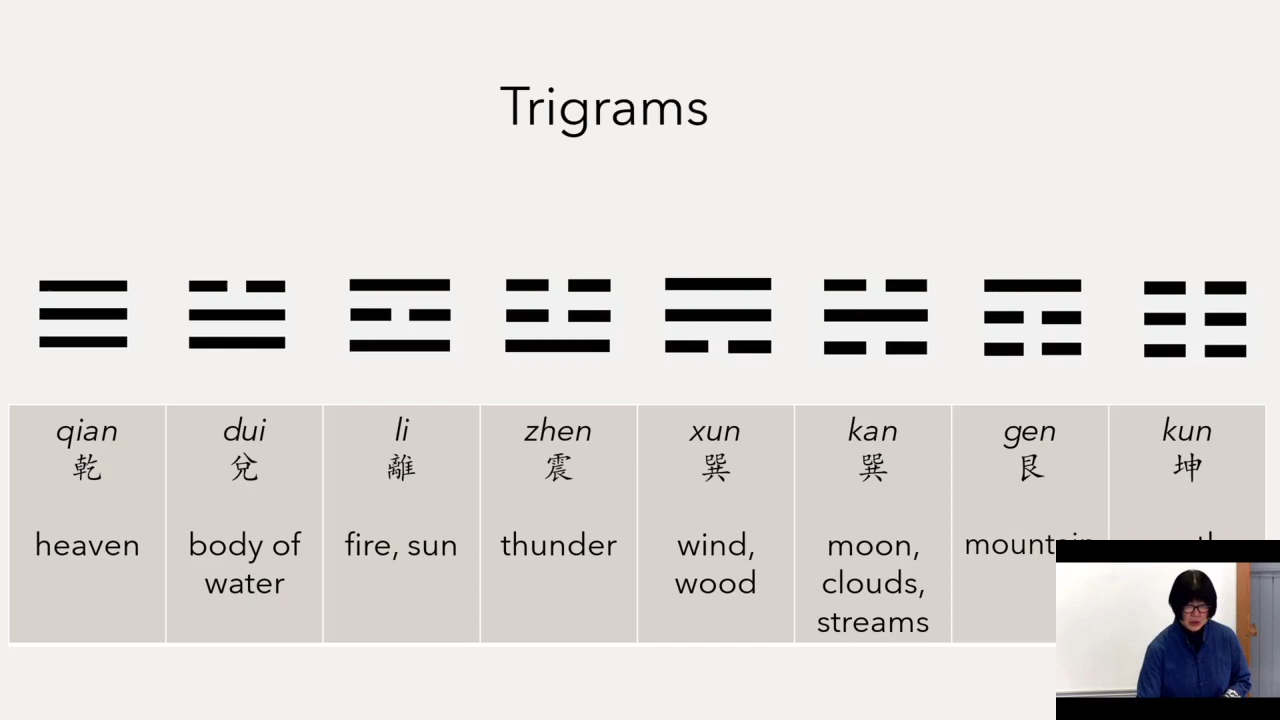 Trigrams
qian
乾
heaven
dui
兌
body of
water
li
離
fire, sun
zhen
震
thunder
xun
巽
wind,
wood
kan
巽
moon,
clouds,
streams
gen
艮
mountain
kun
坤